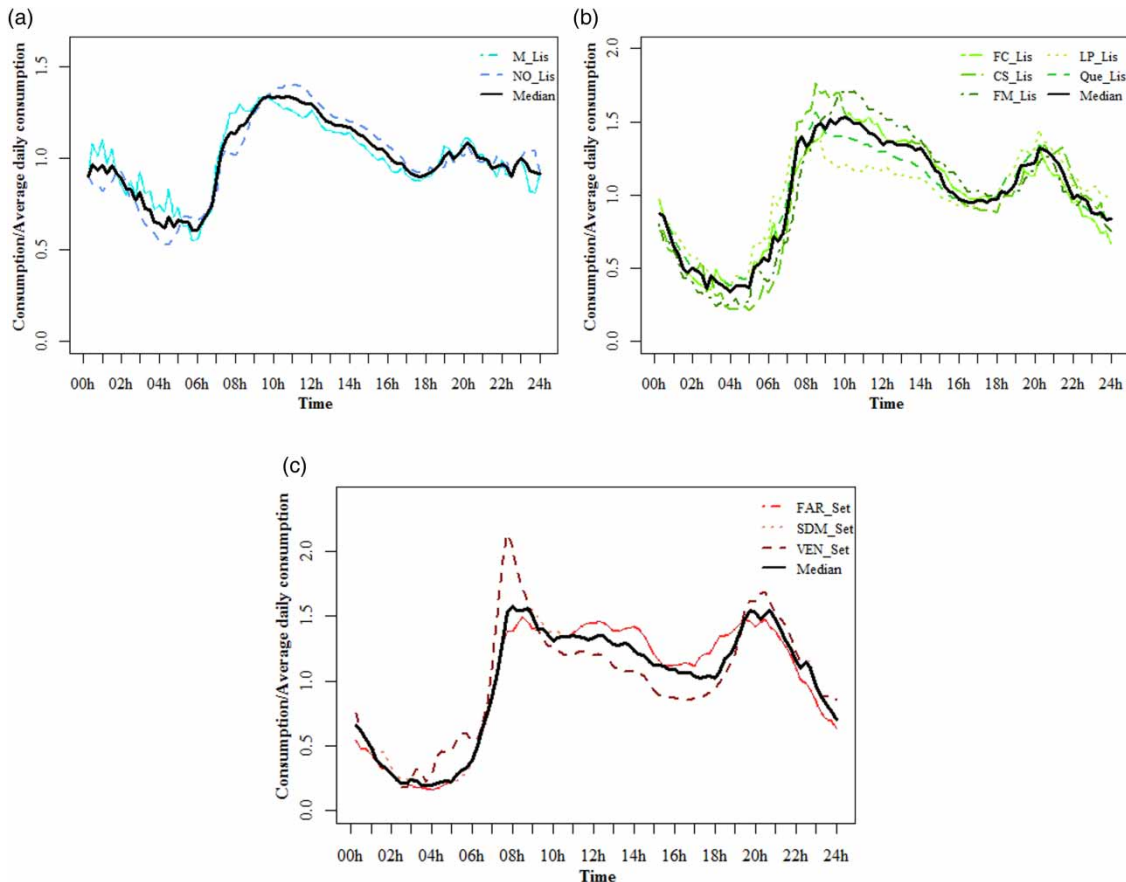 (a)
Consumption/Average daily consumption
1.5
1.0
0.5
0.0
M_Lis
NO_Lis
Median
00h 02h 04h 06h 08h 10h 12h 14h 16h 18h 20h 22h 24h
Time
(b)
Consumption/Average daily consumption
2.0
1.5
1.0
0.5
0.0
FC_Lis LP_Lis
CS_Lis Que_Lis
FM_Lis Median
00h 02h 04h 06h 08h 10h 12h 14h 16h 18h 20h 22h 24h
Time
(c)
Consumption/Average daily consumption
2.0
1.5
1.0
0.5
0.0
FAR_Set
SDM_Set
VEN_Set
Median
00h 02h 04h 06h 08h 10h 12h 14h 16h 18h 20h 22h 24h
Time